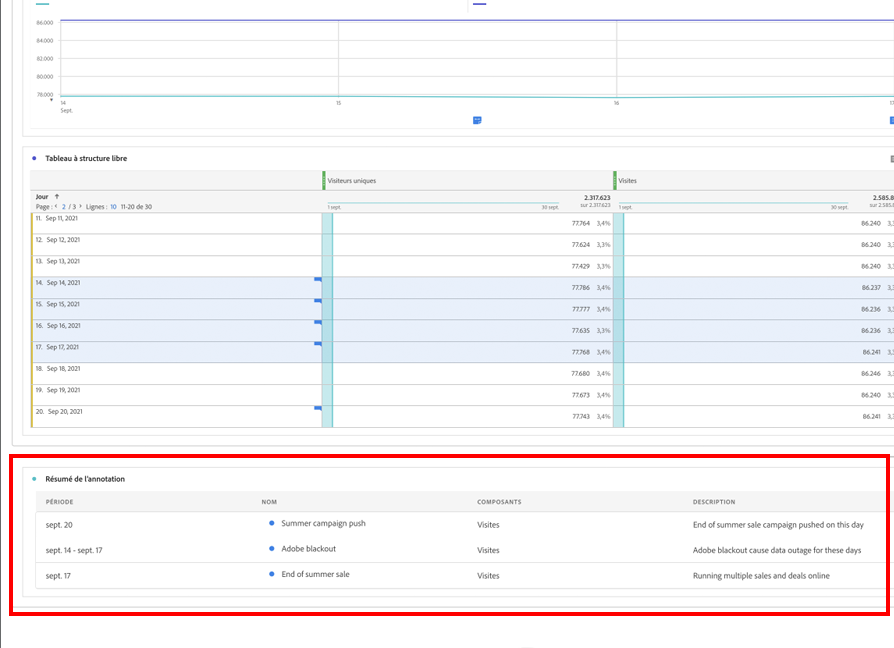 86.000
84.000
82.000
80.000
78.000
14 15 16 17
Sept.
Tableau à structure libre
Visiteurs uniques Visites
Jour ↑ 2.317.623 2.585.8
Page : < 2 / 3 > Lignes : 10 11-20 de 30 1 sept. 30 sept. sur 2.317.623 1 sept. 30 sept. sur 2.585.8
11. Sep 11, 2021 77.764 3,4% 86.240 3,3
12. Sep 12, 2021 77.624 3,3% 86.240 3,3
13. Sep 13, 2021 77.429 3,3% 86.240 3,3
14. Sep 14, 2021 77.786 3,4% 86.237 3,3
15. Sep 15, 2021 77.777 3,4% 86.236 3,3
16. Sep 16, 2021 77.635 3,3% 86.236 3,3
17. Sep 17, 2021 77.768 3,4% 86.241 3,3
18. Sep 18, 2021 77.680 3,4% 86.246 3,3
19. Sep 19, 2021 77.673 3,4% 86.240 3,3
20. Sep 20, 2021 77.743 3,4% 86.241 3,3
Résumé de l'annotation
PÉRIODE NOM COMPOSANTS DESCRIPTION
sept. 20 Summer campaign push Visites End of summer sale campaign pushed on this day
sept. 14 - sept. 17 Adobe blackout Visites Adobe blackout cause data outage for these days
sept. 17 End of summer sale Visites Running multiple sales and deals online